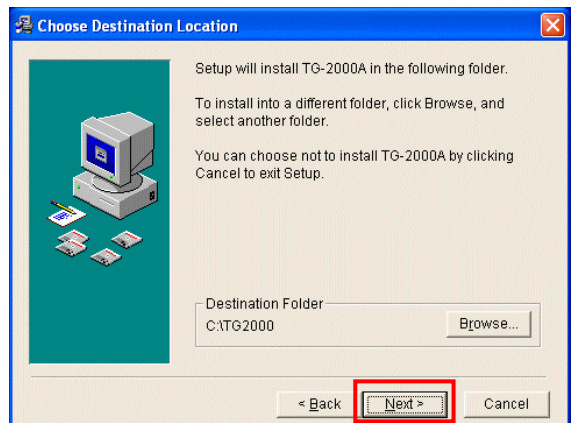 Choose Destination Location
Setup will install TG-2000A in the following folder.
To install into a different folder, click Browse, and
select another folder.
You can choose not to install TG-2000A by clicking
Cancel to exit Setup.
Destination Folder
C:\TG2000
Browse...
< Back
Next >
Cancel